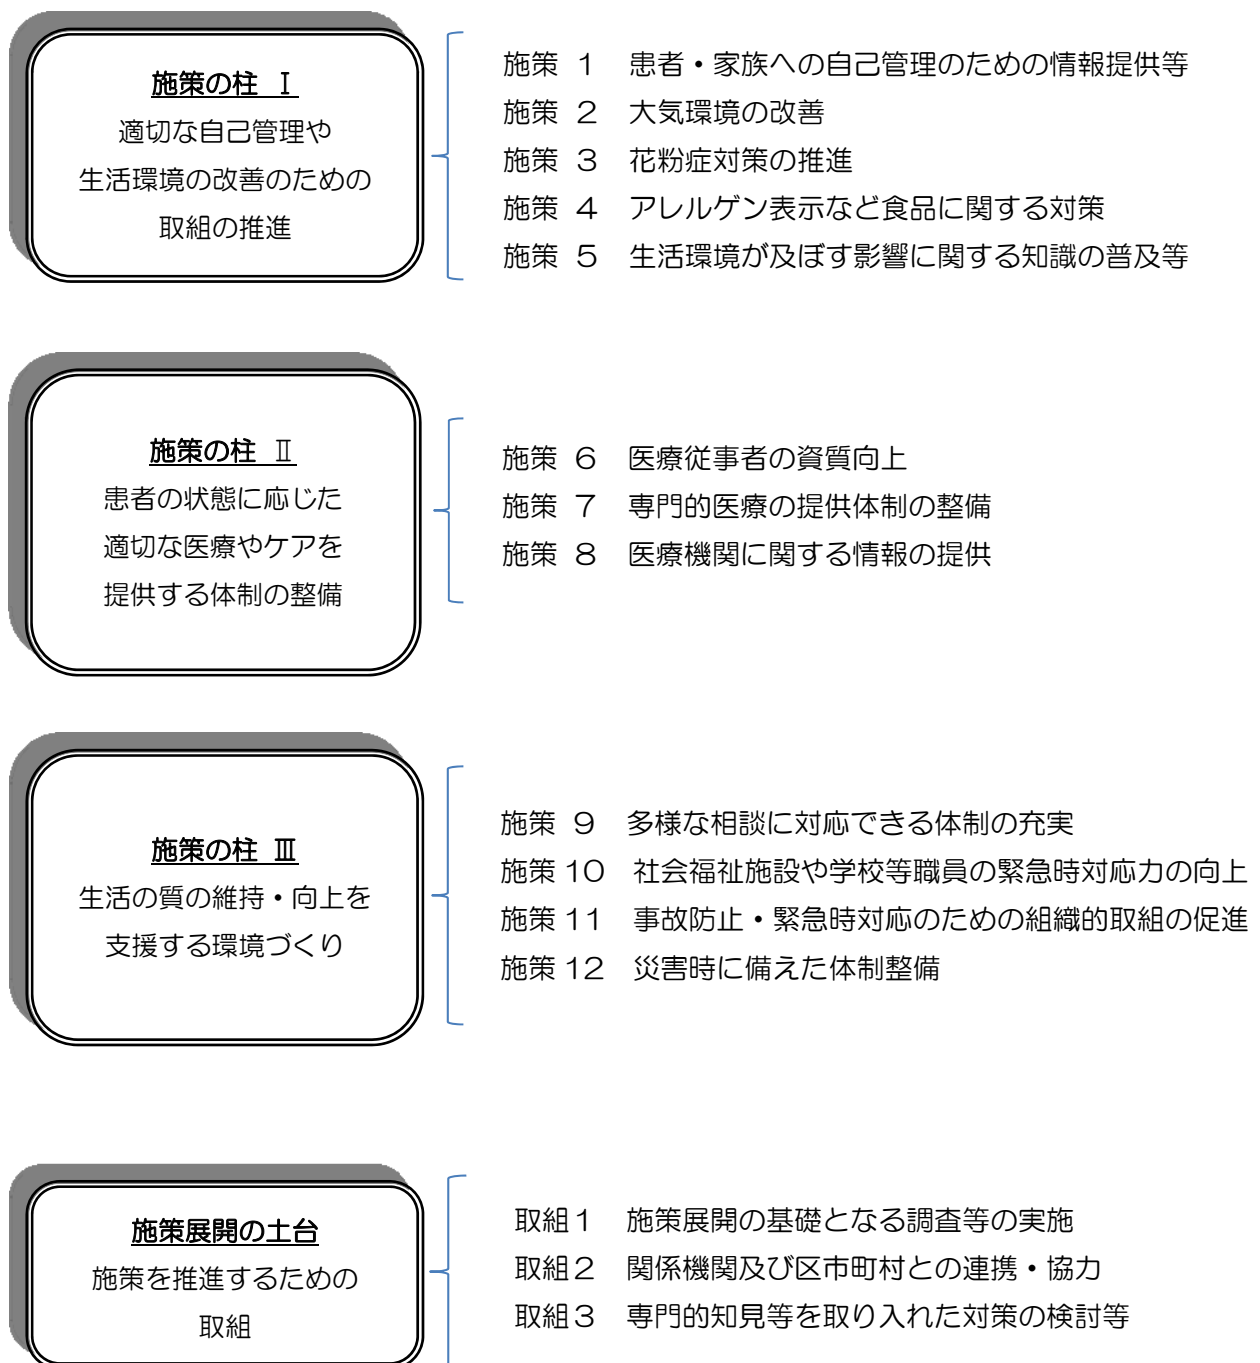 施策の柱 Ⅰ
適切な自己管理や
生活環境の改善のための
取組の推進
施策 1 患者・家族への自己管理のための情報提供等
施策 2 大気環境の改善
施策 3 花粉症対策の推進
施策 4 アレルゲン表示など食品に関する対策
施策 5 生活環境が及ぼす影響に関する知識の普及等
施策の柱 Ⅱ
患者の状態に応じた
適切な医療やケアを
提供する体制の整備
施策 6 医療従事者の資質向上
施策 7 専門的医療の提供体制の整備
施策 8 医療機関に関する情報の提供
施策の柱 Ⅲ
生活の質の維持・向上を
支援する環境づくり
施策 9 多様な相談に対応できる体制の充実
施策 10 社会福祉施設や学校等職員の緊急時対応力の向上
施策 11 事故防止・緊急時対応のための組織的取組の促進
施策 12 災害時に備えた体制整備
施策展開の土台
施策を推進するための
取組
取組1 施策展開の基礎となる調査等の実施
取組2 関係機関及び区市町村との連携・協力
取組3 専門的知見等を取り入れた対策の検討等